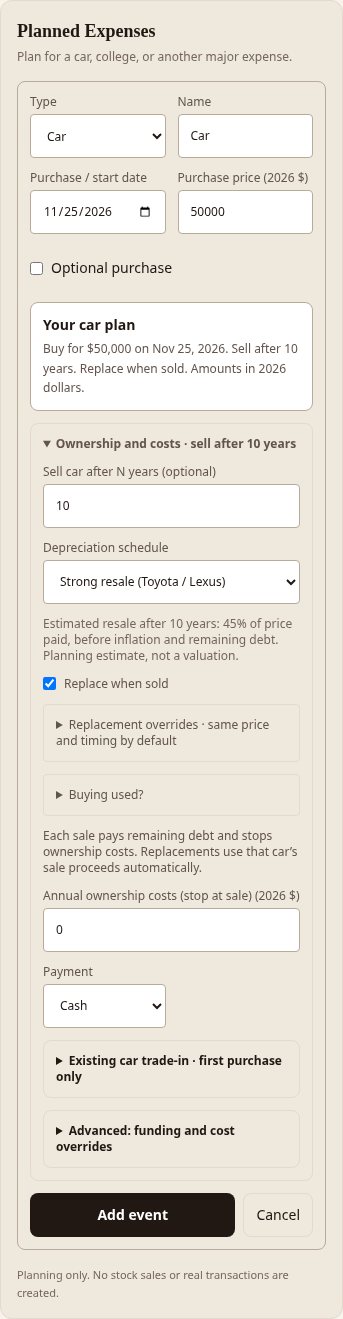 Planned Expenses
Plan for a car, college, or another major expense.
Type
Name
Car
Car
Purchase / start date
Purchase price (2026 $)
11/25/2026
50000
Optional purchase
Your car plan
Buy for $50,000 on Nov 25, 2026. Sell after 10
years. Replace when sold. Amounts in 2026
dollars.
Ownership and costs · sell after 10 years
Sell car after N years (optional)
10
Depreciation schedule
Strong resale (Toyota / Lexus)
Estimated resale after 10 years: 45% of price
paid, before inflation and remaining debt.
Planning estimate, not a valuation.
Replace when sold
Replacement overrides · same price
and timing by default
Buying used?
Each sale pays remaining debt and stops
ownership costs. Replacements use that car’s
sale proceeds automatically.
Annual ownership costs (stop at sale) (2026 $)
0
Payment
Cash
Existing car trade-in · first purchase
only
Advanced: funding and cost
overrides
Add event
Cancel
Planning only. No stock sales or real transactions are
created.